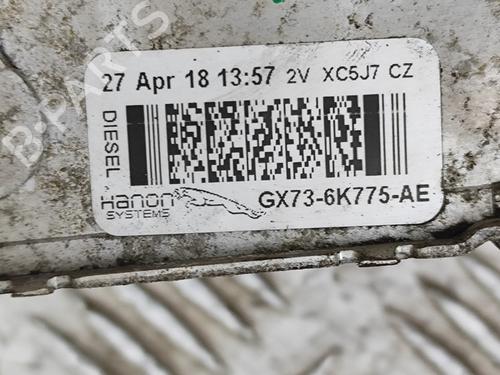 27 Apr 18 13:57 2V XC5J7 CZ
DIESEL
Hanon
SYSTEMS
GX73-6K775-AE
B-PARTS